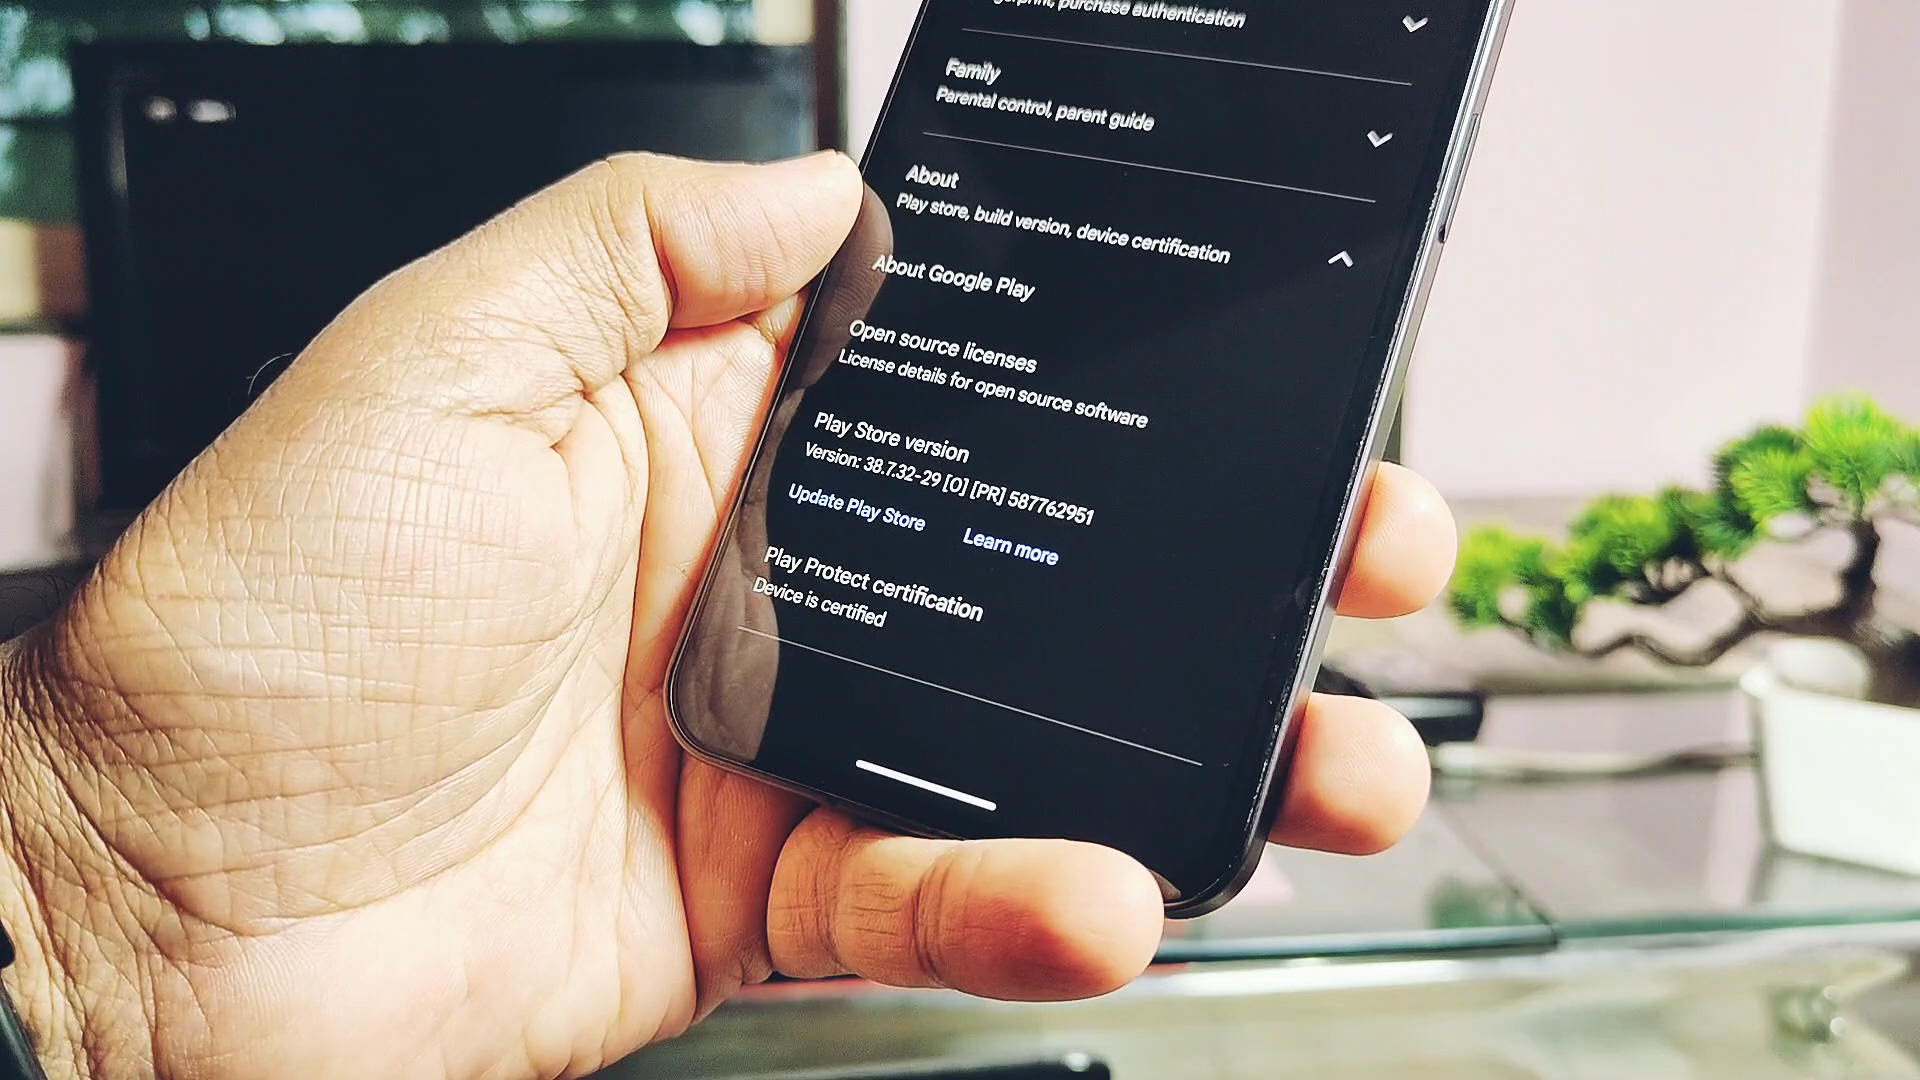 purchase authentication
Family
Parental control, parent guide
About
Play store, build version, device certification
About Google Play
Open source licenses
License details for open source software
Play Store version
Version: 38.7.32-29 [0] [PR] 587762951
Update Play Store
Learn more
Play Protect certification
Device is certified